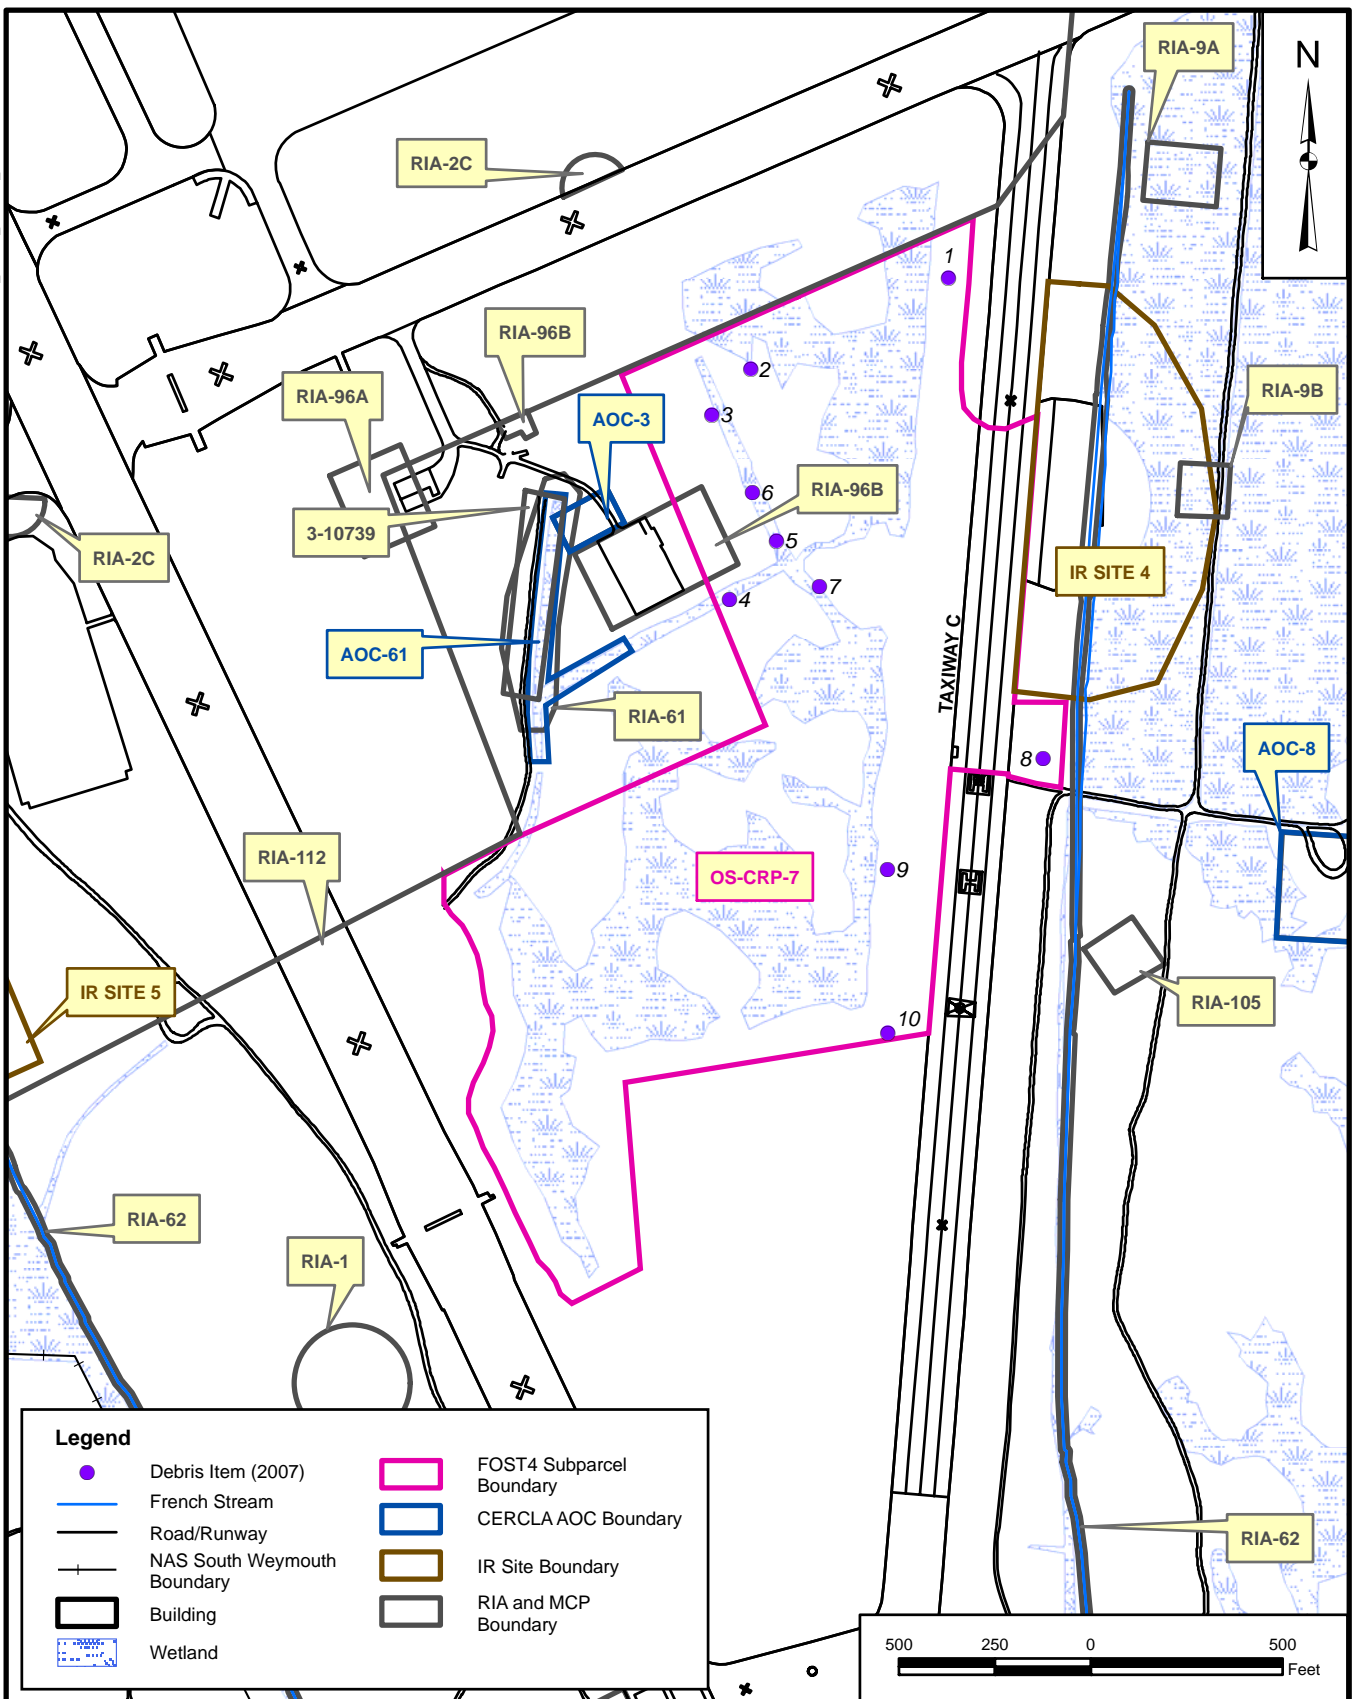 RIA-9A
N
RIA-2C
1
RIA-96B
2
RIA-9B
RIA-96A
AOC-3
3
RIA-96B
6
3-10739
RIA-2C
5
IR SITE 4
7
4
AOC-61
TAXIWAY C
RIA-61
AOC-8
8
RIA-112
OS-CRP-7
9
IR SITE 5
RIA-105
10
RIA-62
RIA-1
RIA-62
Legend
Debris Item (2007)
French Stream
Road/Runway
NAS South Weymouth
Boundary
Building
Wetland
FOST4 Subparcel
Boundary
CERCLA AOC Boundary
IR Site Boundary
RIA and MCP
Boundary
500 250 0 500
Feet